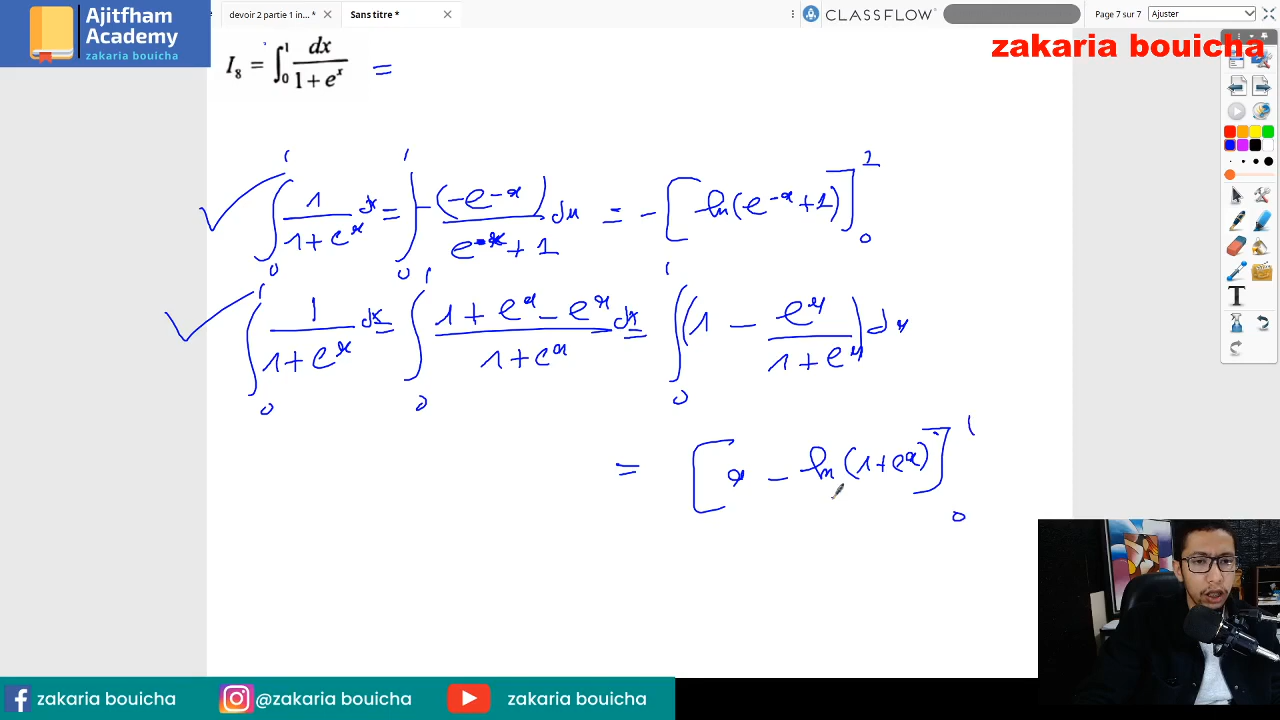 devoir 2 partie 1 in... * ×
Sans titre * ×
CLASSFLOW
Page 7 sur 7
Ajuster
Ajitfham
Academy
zakaria bouicha
zakaria bouicha
I₈ = ∫₀¹ dx/(1 + eˣ) =
∫₀¹ 1/(1+eˣ) dx = ∫₀¹ -(-e⁻ˣ)/(e⁻ˣ+1) dx = -[ln(e⁻ˣ+1)]₀¹
∫₀¹ 1/(1+eˣ) dx = ∫₀¹ (1+eˣ-eˣ)/(1+eˣ) dx = ∫₀¹ (1 - eˣ/(1+eˣ)) dx
= [x - ln(1+eˣ)]₀¹
T
zakaria bouicha
@zakaria bouicha
zakaria bouicha